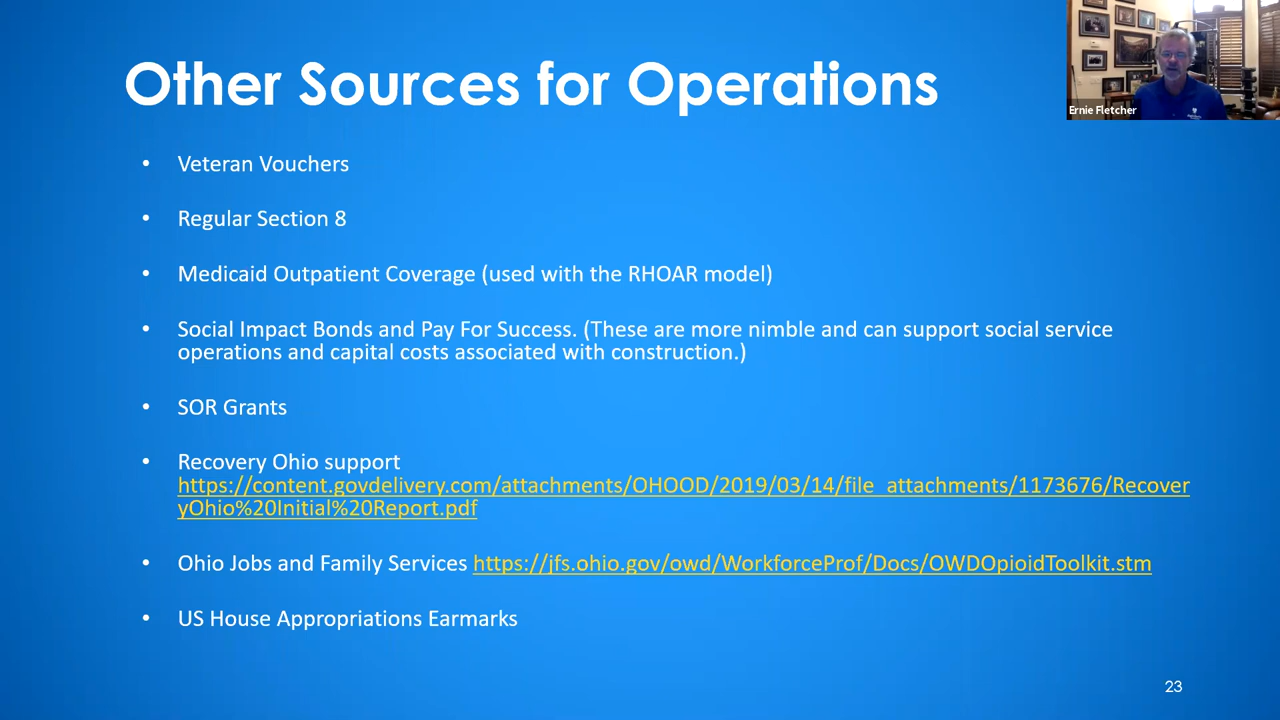 Other Sources for Operations
Ernie Fletcher
• Veteran Vouchers
• Regular Section 8
• Medicaid Outpatient Coverage (used with the RHOAR model)
• Social Impact Bonds and Pay For Success. (These are more nimble and can support social service
operations and capital costs associated with construction.)
• SOR Grants
• Recovery Ohio support
https://content.govdelivery.com/attachments/OHOOD/2019/03/14/file_attachments/1173676/Recover
yOhio%20Initial%20Report.pdf
• Ohio Jobs and Family Services https://jfs.ohio.gov/owd/WorkforceProf/Docs/OWDOpioidToolkit.stm
• US House Appropriations Earmarks
23